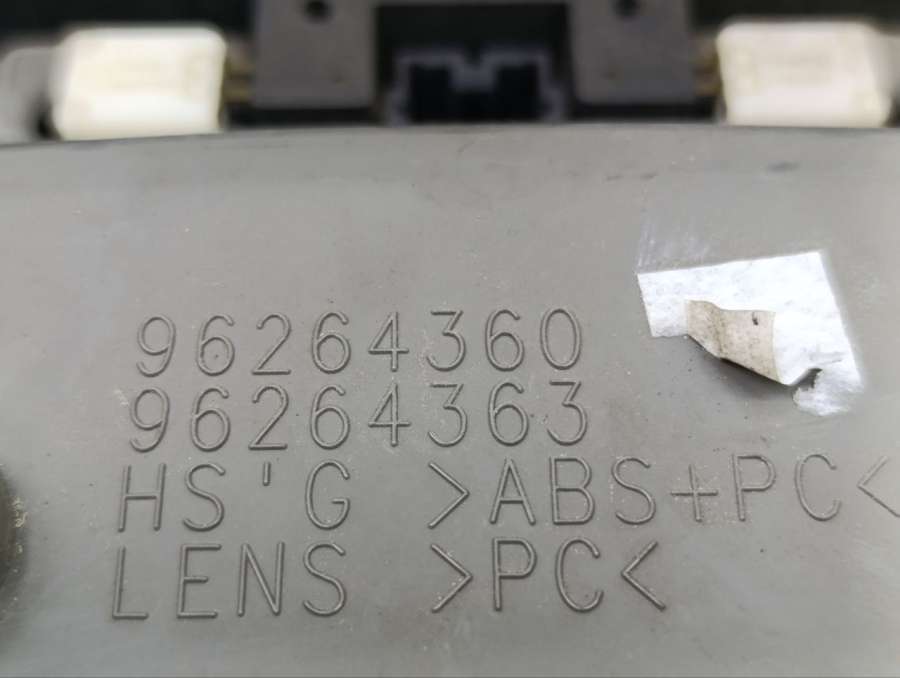 96264360
96264363
HS'G >ABS+PC<
LENS >PC<